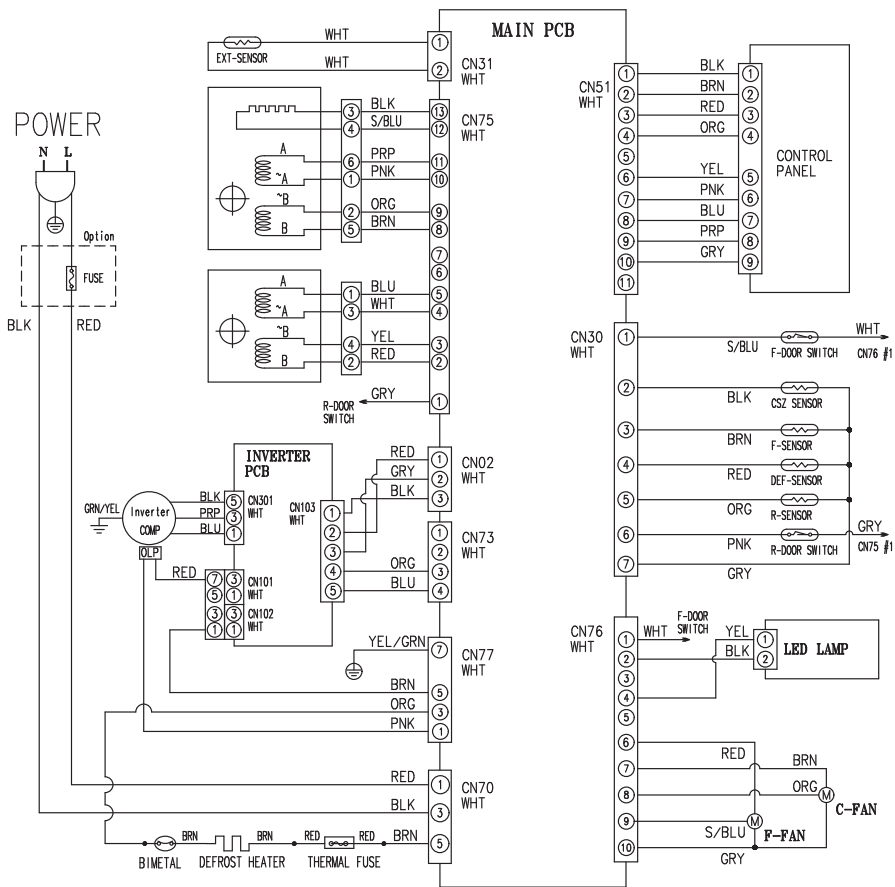 MAIN PCB
WHT
EXT-SENSOR
WHT
1
2
CN31
WHT
POWER
N L
Option
FUSE
BLK
RED
3 BLK 13
4 S/BLU 12
CN75
WHT
A
6 PRP 11
~A
1 PNK 10
~B
2 ORG 9
B
5 BRN 8
7
6
A
1 BLU 5
~A
3 WHT 4
~B
4 YEL 3
B
2 RED 2
GRY 1
R-DOOR
SWITCH
CN51
WHT
1 BLK 1
2 BRN 2
3 RED 3
4 ORG 4
5
6 YEL 5
7 PNK 6
8 BLU 7
9 PRP 8
10 GRY 9
11
CONTROL
PANEL
CN30
WHT
1 S/BLU F-DOOR SWITCH WHT
CN76 #1
2 BLK CSZ SENSOR
3 BRN F-SENSOR
4 RED DEF-SENSOR
5 ORG R-SENSOR
6 PNK R-DOOR SWITCH GRY
CN75 #1
7 GRY
INVERTER
PCB
RED 1
GRY 2
BLK 3
CN02
WHT
GRN/YEL
Inverter
COMP
OLP
BLK 5
PRP 3
BLU 1
CN301
WHT
CN103
WHT
1
2
3
4
5
1
2
ORG 3
BLU 4
CN73
WHT
RED 7 3
5 1
CN101
WHT
3 3
1 1
CN102
WHT
YEL/GRN 7
BRN 5
ORG 3
PNK 1
CN77
WHT
RED 1
BLK 3
BRN 5
CN70
WHT
BRN BRN RED RED
BIMETAL DEFROST HEATER THERMAL FUSE
CN76
WHT
1 WHT
F-DOOR
SWITCH
2
3
4
5
6
7
8
9
10
YEL 1
BLK 2
LED LAMP
RED
BRN
ORG M
C-FAN
S/BLU M
F-FAN
GRY